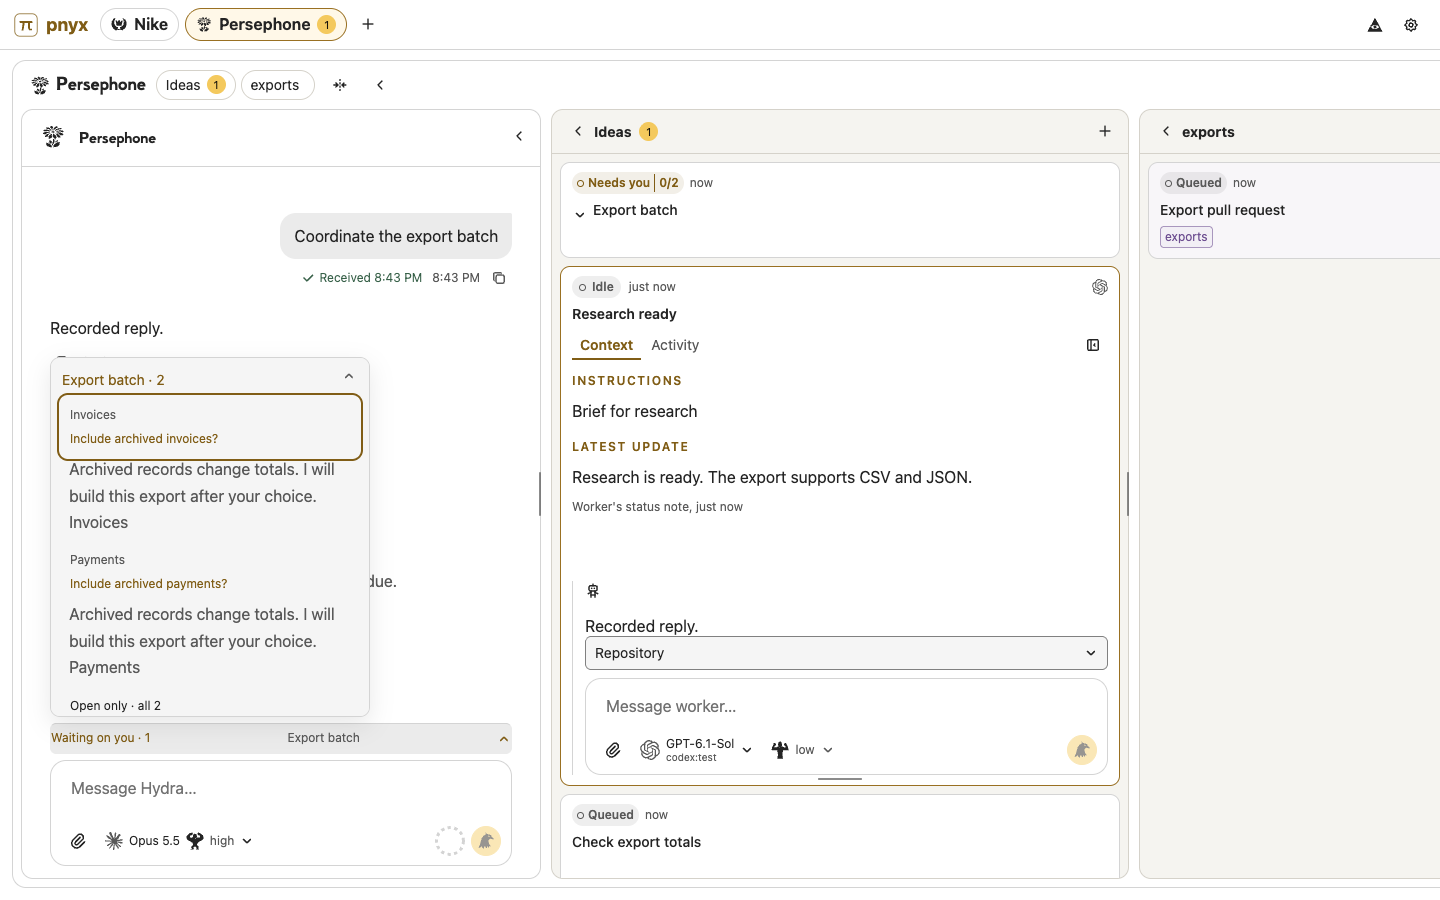 π pnyx
Nike
Persephone 1
Persephone
Ideas 1
exports
Persephone
Coordinate the export batch
Received 8:43 PM 8:43 PM
Recorded reply.
Export batch · 2
Invoices
Include archived invoices?
Archived records change totals. I will
build this export after your choice.
Invoices
Payments
Include archived payments?
due.
Archived records change totals. I will
build this export after your choice.
Payments
Open only · all 2
Waiting on you · 1
Export batch
Message Hydra...
Opus 5.5
high
Ideas 1
Needs you 0/2 now
Export batch
Idle just now
Research ready
Context
Activity
INSTRUCTIONS
Brief for research
LATEST UPDATE
Research is ready. The export supports CSV and JSON.
Worker's status note, just now
Recorded reply.
Repository
Message worker...
GPT-6.1-Sol
codex:test
low
Queued now
Check export totals
exports
Queued now
Export pull request
exports